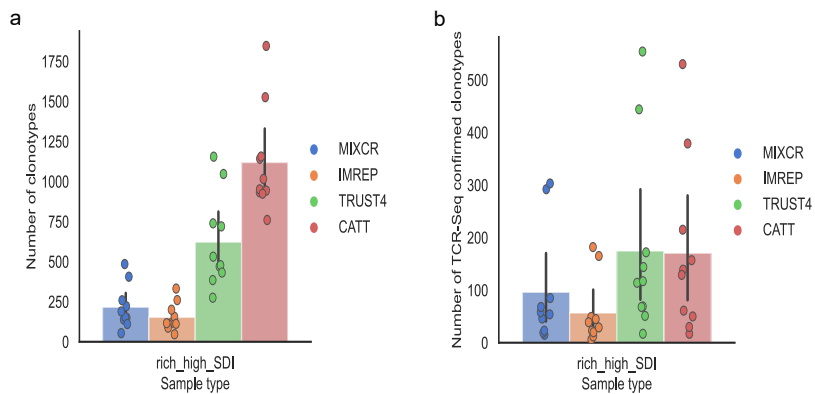 a
Number of clonotypes
1750
1500
1250
1000
750
500
250
0
rich_high_SDI
Sample type
MIXCR
IMREP
TRUST4
CATT
b
Number of TCR-Seq confirmed clonotypes
500
400
300
200
100
0
rich_high_SDI
Sample type
MIXCR
IMREP
TRUST4
CATT